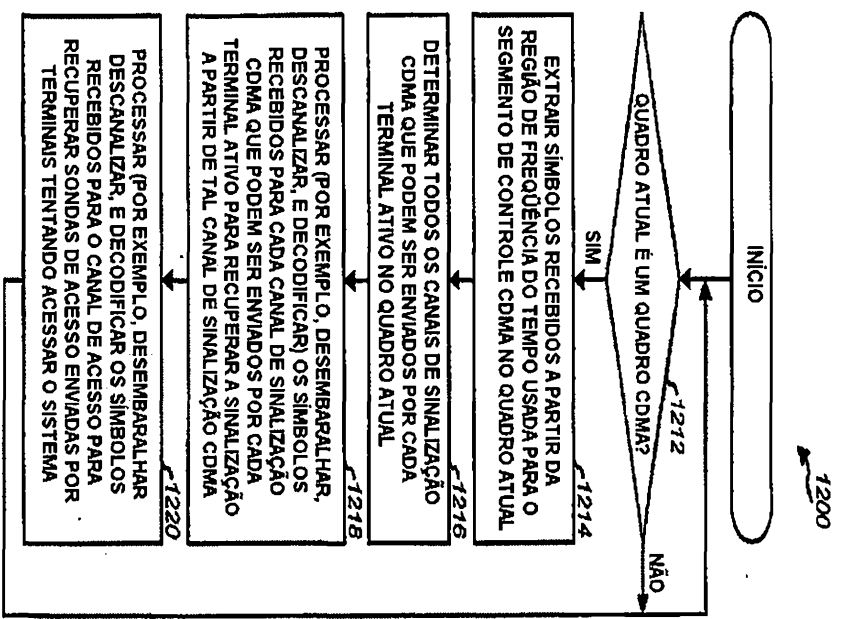 1200
INÍCIO
QUADRO ATUAL É UM QUADRO CDMA?
1212
NÃO
SIM
EXTRAIR SÍMBOLOS RECEBIDOS A PARTIR DA
REGIÃO DE FREQÜÊNCIA DO TEMPO USADA PARA O
SEGMENTO DE CONTROLE CDMA NO QUADRO ATUAL
1214
DETERMINAR TODOS OS CANAIS DE SINALIZAÇÃO
CDMA QUE PODEM SER ENVIADOS POR CADA
TERMINAL ATIVO NO QUADRO ATUAL
1216
PROCESSAR (POR EXEMPLO, DESEMBARALHAR,
DESCANALIZAR, E DECODIFICAR) OS SÍMBOLOS
RECEBIDOS PARA CADA CANAL DE SINALIZAÇÃO
CDMA QUE PODEM SER ENVIADOS POR CADA
TERMINAL ATIVO PARA RECUPERAR A SINALIZAÇÃO
A PARTIR DE TAL CANAL DE SINALIZAÇÃO CDMA
1218
PROCESSAR (POR EXEMPLO, DESEMBARALHAR
DESCANALIZAR, E DECODIFICAR OS SÍMBOLOS
RECEBIDOS PARA O CANAL DE ACESSO PARA
RECUPERAR SONDAS DE ACESSO ENVIADAS POR
TERMINAIS TENTANDO ACESSAR O SISTEMA
1220